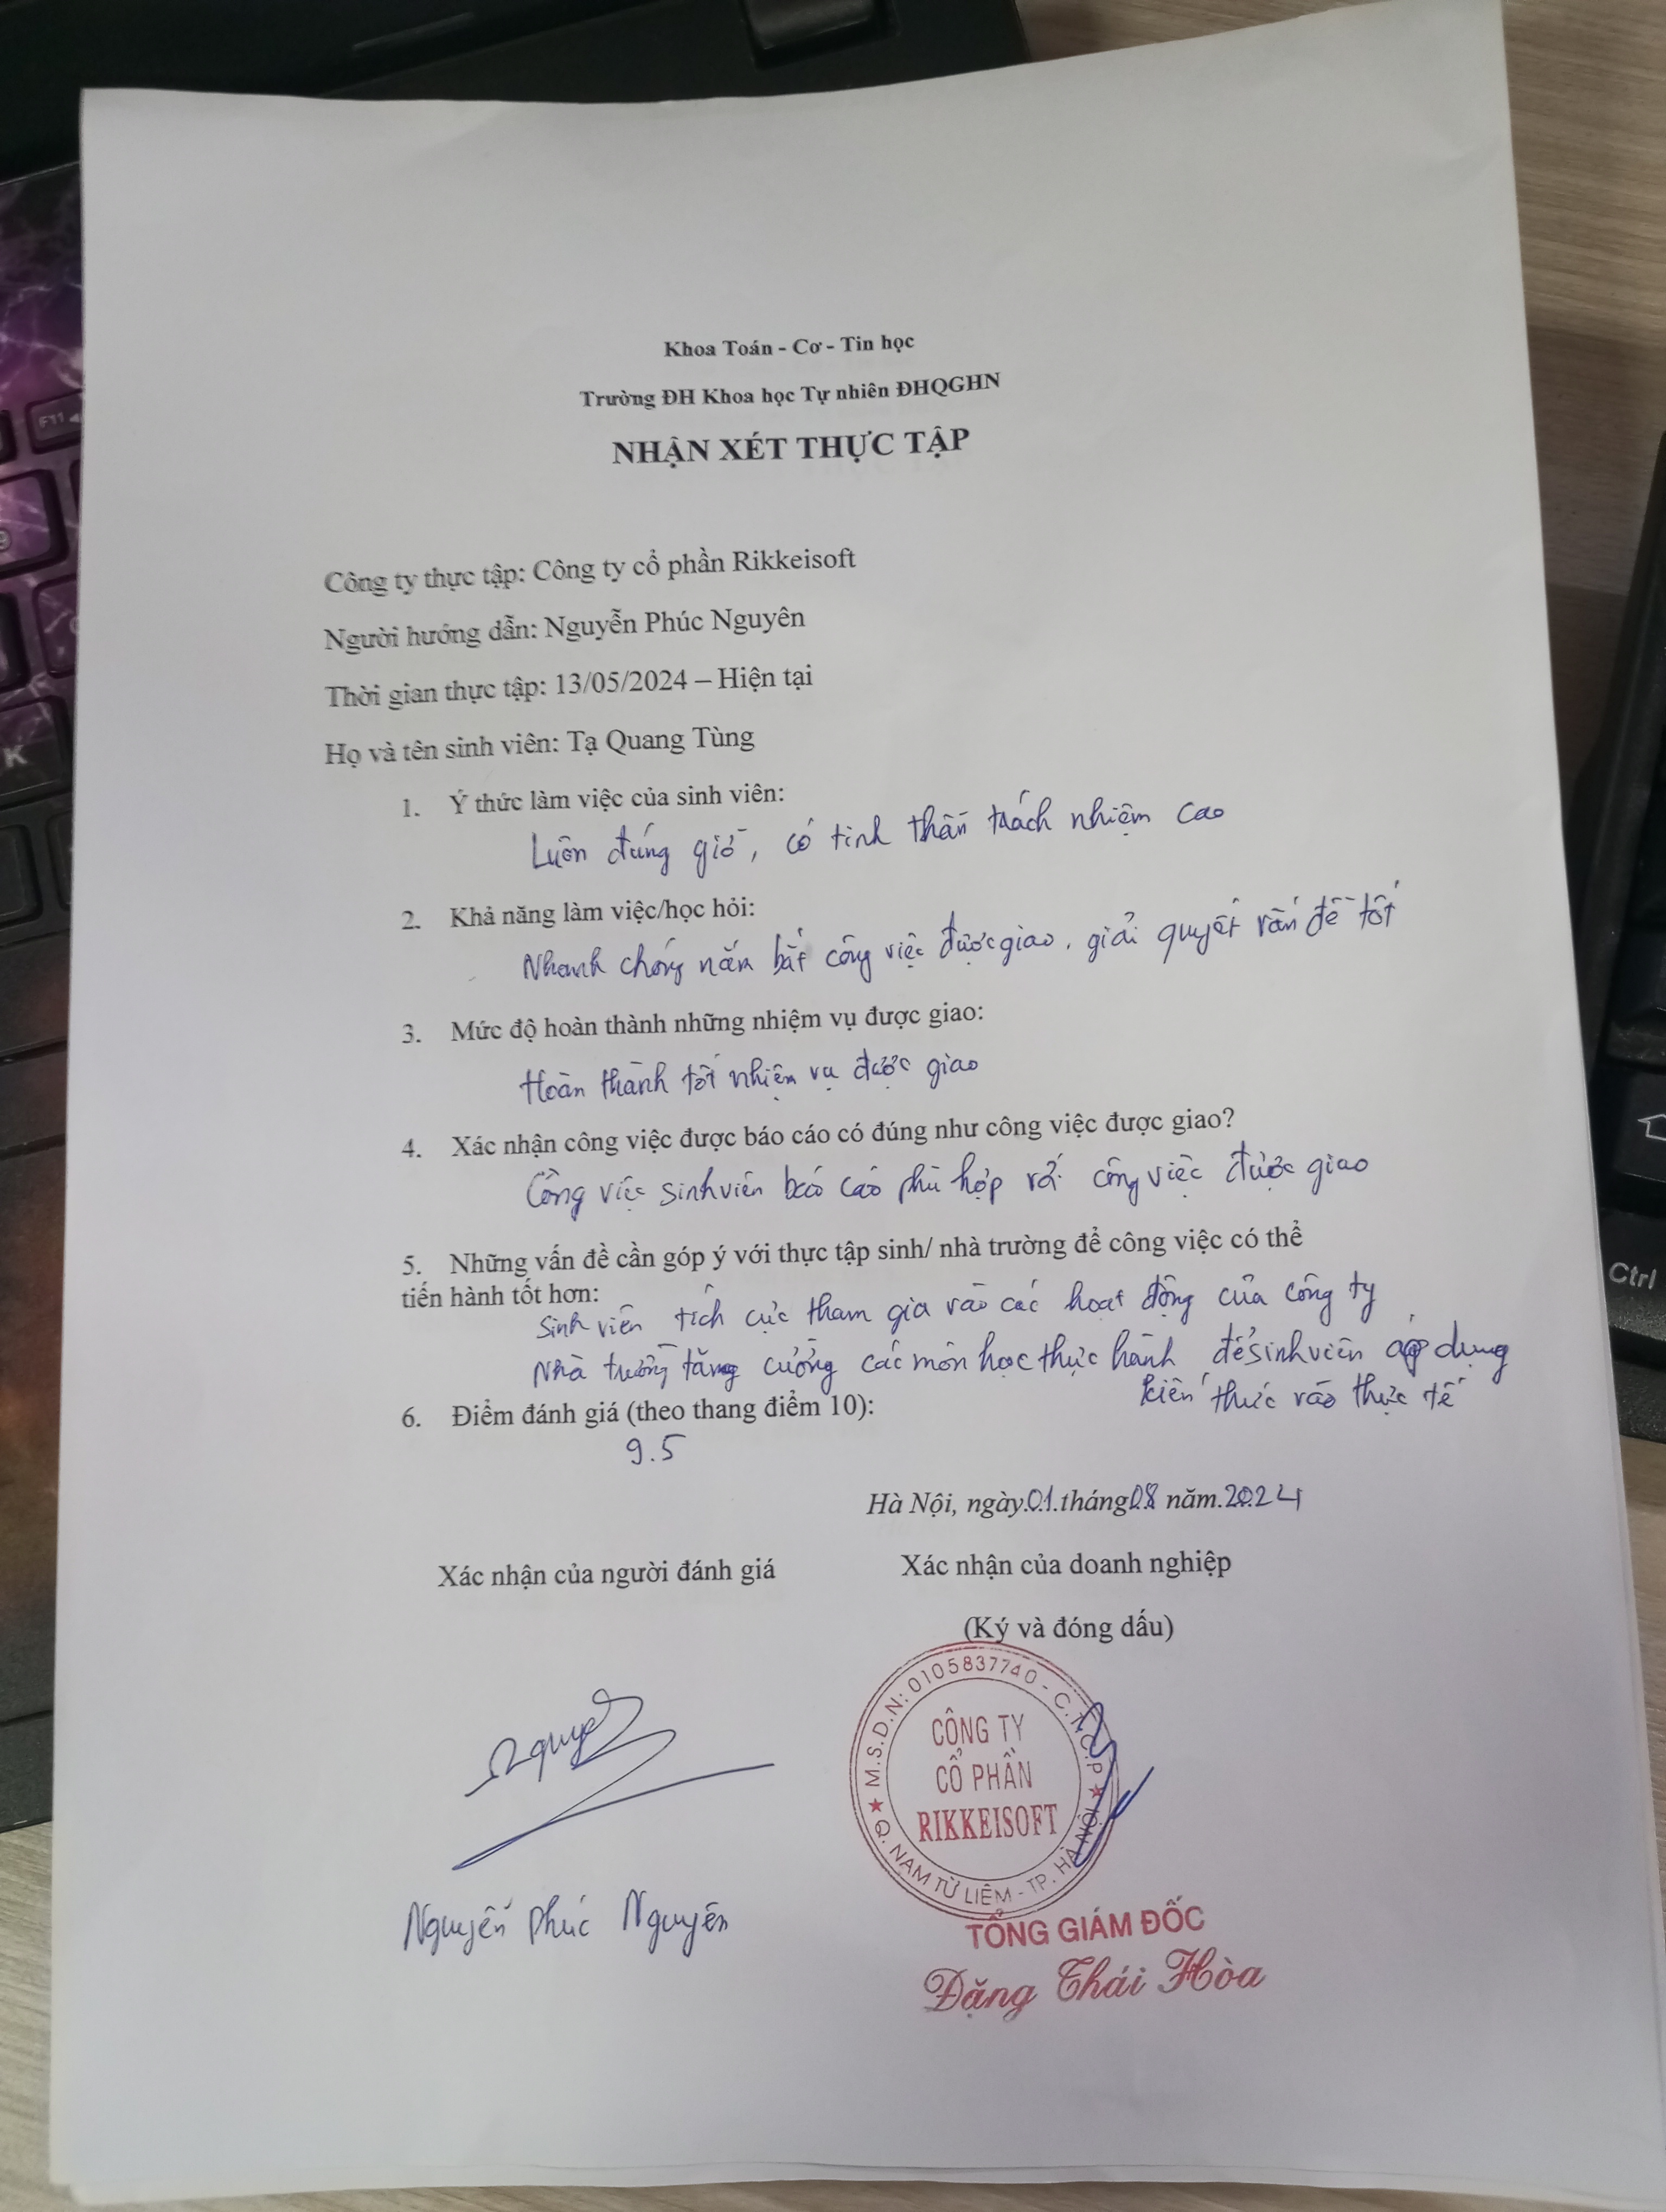 Khoa Toán - Cơ - Tin học
Trường ĐH Khoa học Tự nhiên ĐHQGHN
NHẬN XÉT THỰC TẬP
Công ty thực tập: Công ty cổ phần Rikkeisoft
Người hướng dẫn: Nguyễn Phúc Nguyên
Thời gian thực tập: 13/05/2024 – Hiện tại
Họ và tên sinh viên: Tạ Quang Tùng
1. Ý thức làm việc của sinh viên:
Luôn đúng giờ, có tinh thần trách nhiệm cao
2. Khả năng làm việc/học hỏi:
Nhanh chóng nắm bắt công việc được giao, giải quyết vấn đề tốt
3. Mức độ hoàn thành những nhiệm vụ được giao:
Hoàn thành tốt nhiệm vụ được giao
4. Xác nhận công việc được báo cáo có đúng như công việc được giao?
Công việc sinh viên báo cáo phù hợp với công việc được giao
5. Những vấn đề cần góp ý với thực tập sinh/ nhà trường để công việc có thể
tiến hành tốt hơn:
Sinh viên tích cực tham gia vào các hoạt động của công ty
Nhà trường tăng cường các môn học thực hành để sinh viên áp dụng
kiến thức vào thực tế
6. Điểm đánh giá (theo thang điểm 10):
9.5
Hà Nội, ngày.01.tháng08 năm.2024
Xác nhận của người đánh giá
Xác nhận của doanh nghiệp
(Ký và đóng dấu)
M.S.D.N: 0105837740 - C.T.C.P
CÔNG TY
CỔ PHẦN
RIKKEISOFT
Q. NAM TỪ LIÊM - TP. HÀ NỘI
Nguyễn Phúc Nguyên
TỔNG GIÁM ĐỐC
Đặng Thái Hòa
F11
K
Ctrl